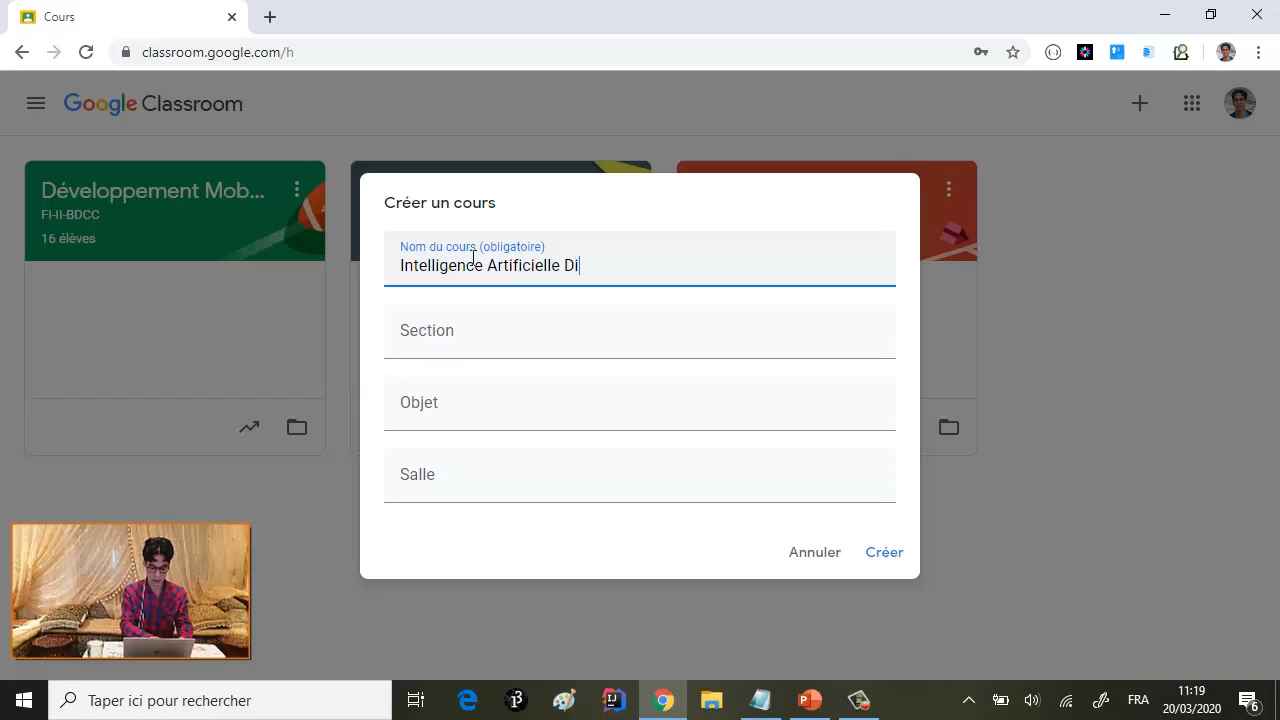 Cours
classroom.google.com/h
Google Classroom
Développement Mob...
FI-II-BDCC
16 élèves
Créer un cours
Nom du cours (obligatoire)
Intelligence Artificielle Di
Section
Objet
Salle
Annuler
Créer
Taper ici pour rechercher
FRA
11:19
20/03/2020
6